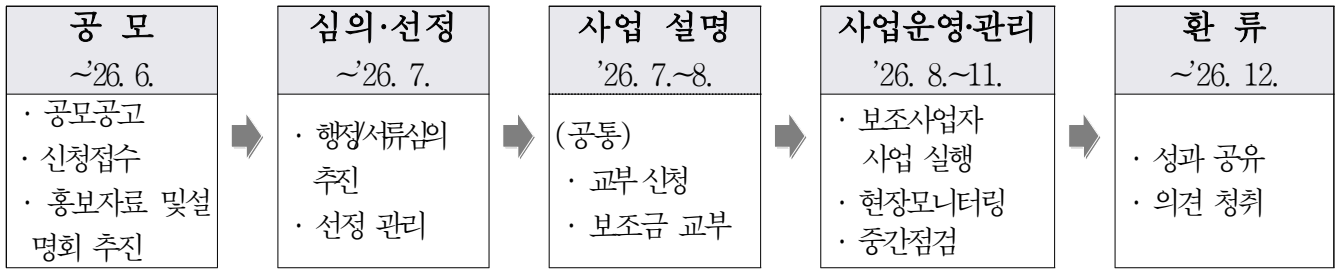 공 모
~'26. 6.
· 공모공고
· 신청접수
· 홍보자료 및설
명회 추진
심의·선정
~'26. 7.
· 행정/서류심의
추진
· 선정 관리
사업 설명
'26. 7.~8.
(공통)
· 교부 신청
· 보조금 교부
사업운영·관리
'26. 8.~11.
· 보조사업자
사업 실행
· 현장모니터링
· 중간점검
환 류
~'26. 12.
· 성과 공유
· 의견 청취